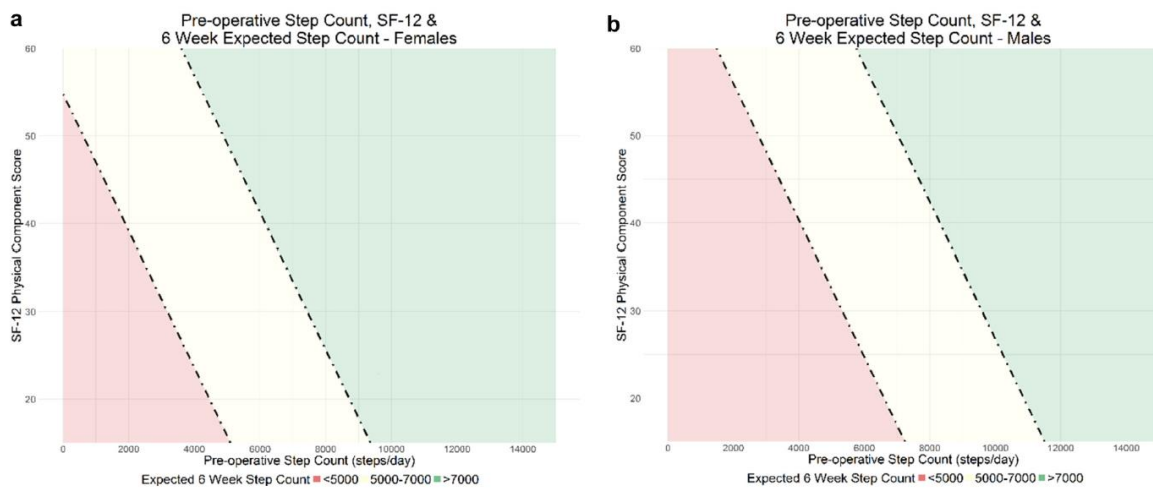 a
Pre-operative Step Count, SF-12 &
6 Week Expected Step Count - Females
60
50
40
30
20
SF-12 Physical Component Score
0 2000 4000 6000 8000 10000 12000 14000
Pre-operative Step Count (steps/day)
Expected 6 Week Step Count <5000 5000-7000 >7000
b
Pre-operative Step Count, SF-12 &
6 Week Expected Step Count - Males
60
50
40
30
20
SF-12 Physical Component Score
0 2000 4000 6000 8000 10000 12000 14000
Pre-operative Step Count (steps/day)
Expected 6 Week Step Count <5000 5000-7000 >7000